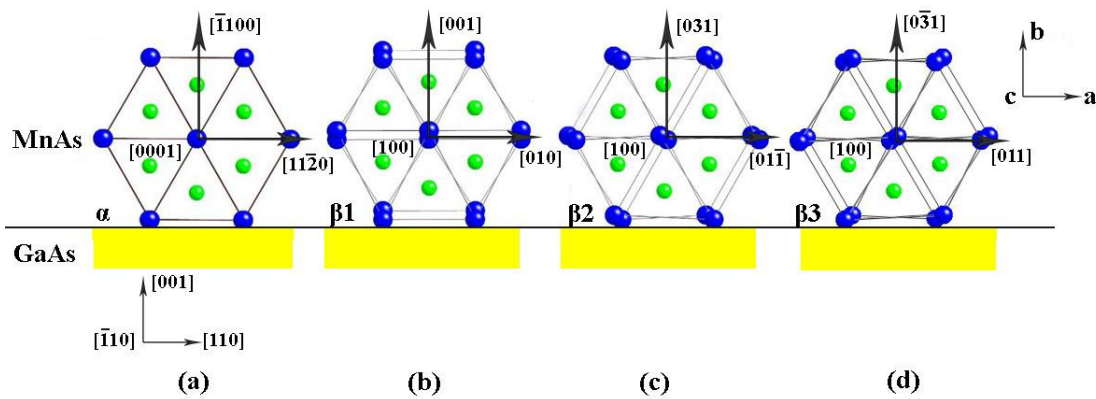 [1̄100] [001] [031] [03̄1] b
c a
MnAs [0001] [112̄0] [100] [010] [100] [011̄] [100] [011]
α β1 β2 β3
GaAs
[001]
[1̄10] [110]
(a) (b) (c) (d)